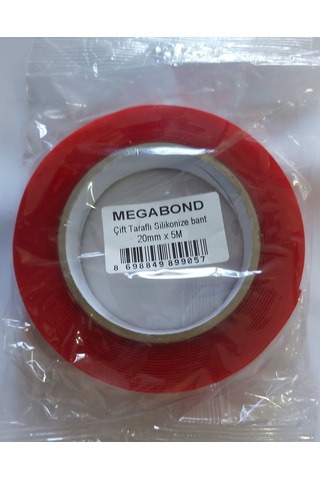 MEGABOND
Çift Taraflı Silikonize bant
20mm x 5M
8 698849 899057